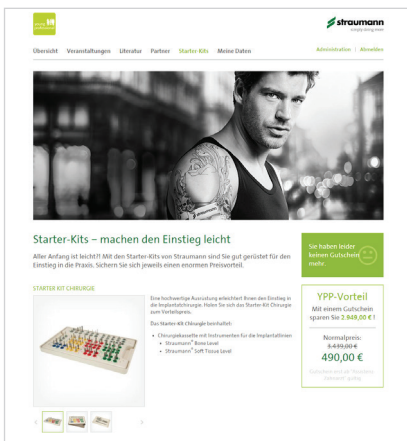 straumann
simply doing more
Übersicht Veranstaltungen Literatur Partner Starter Kits Meine Daten
Administration | Abmelden
Starter-Kits – machen den Einstieg leicht
Aller Anfang ist leicht?! Mit den Starter-Kits von Straumann sind Sie gut gerüstet für den
Einstieg in die Praxis. Sichern Sie sich jeweils einen enormen Preisvorteil.
Sie haben leider
keinen Gutschein
mehr.
STARTER KIT CHIRURGIE
Eine hochwertige Ausrüstung erleichtert Ihnen den Einstieg in
die Implantatchirurgie. Holen Sie sich das Starter-Kit Chirurgie
zum Vorteilspreis.
Das Starter-Kit Chirurgie beinhaltet:
• Chirurgiekassette mit Instrumenten für die Implantatlinien
• Straumann® Bone Level
• Straumann® Soft Tissue Level
YPP-Vorteil
Mit einem Gutschein
sparen Sie 2.949,00 € !
Normalpreis:
3.439,00 €
490,00 €